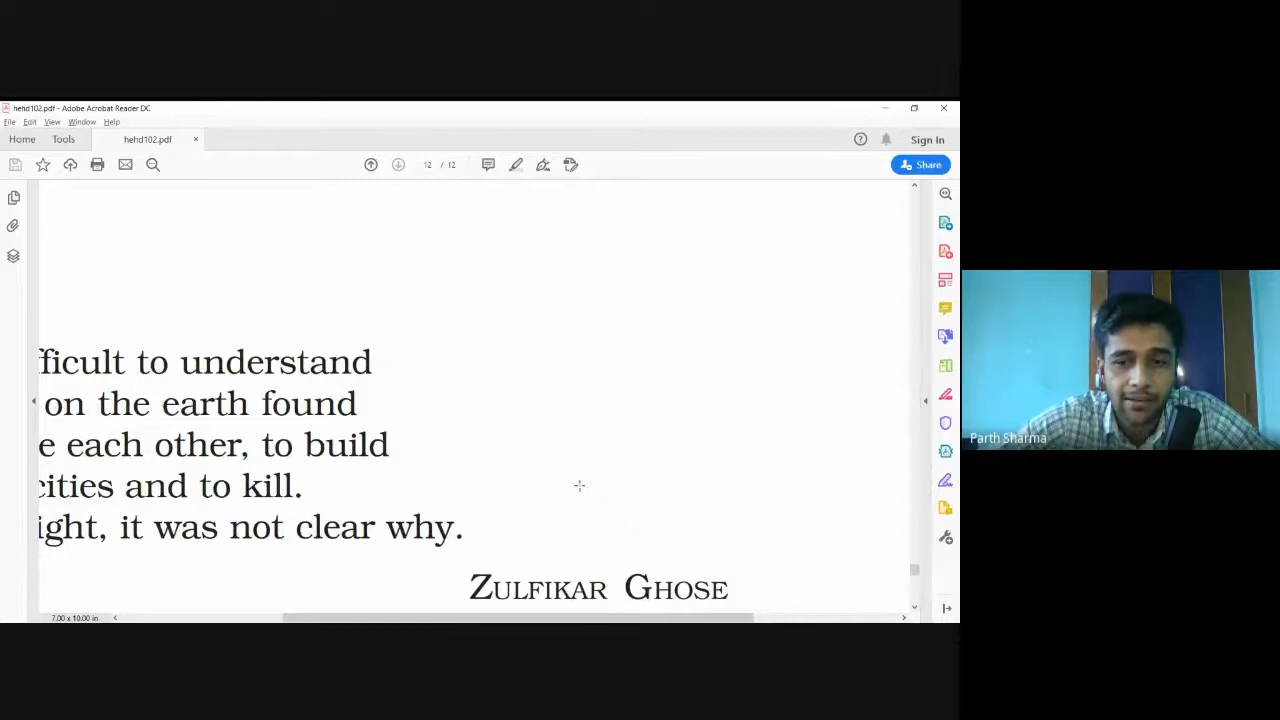 hehd102.pdf - Adobe Acrobat Reader DC
File Edit View Window Help
Home Tools hehd102.pdf × Sign In
12 / 12 Share
fficult to understand
on the earth found
e each other, to build
cities and to kill.
ight, it was not clear why.
ZULFIKAR GHOSE
7.00 x 10.00 in
Parth Sharma